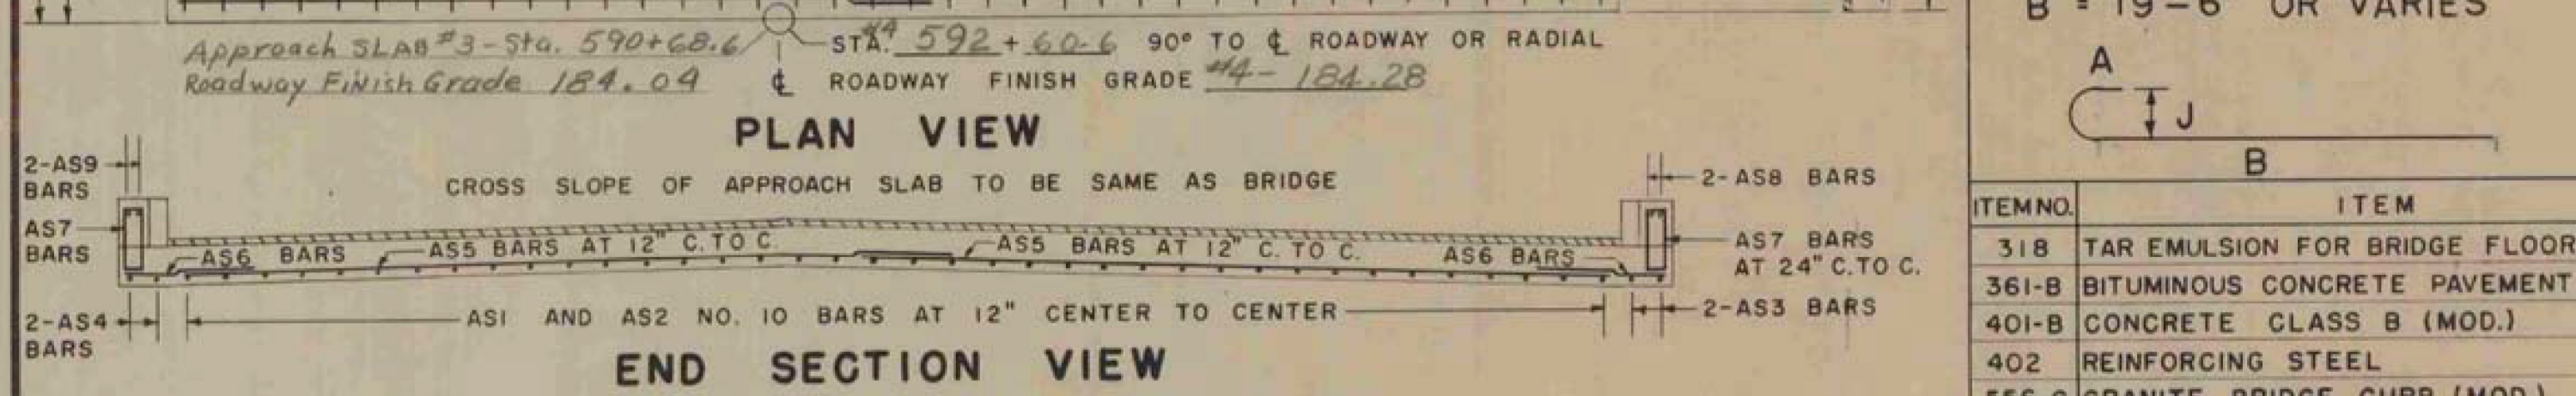 B = 19-6 OR VARIES
Approach SLAB #3 - Sta. 590+68.6
STA. #4 592 + 60.6 90° TO ℄ ROADWAY OR RADIAL
Roadway Finish Grade 184.09
℄ ROADWAY FINISH GRADE #4- 184.28
PLAN VIEW
A
J
B
2-AS9
BARS
CROSS SLOPE OF APPROACH SLAB TO BE SAME AS BRIDGE
2-AS8 BARS
AS7
BARS
AS6 BARS
AS5 BARS AT 12" C. TO C.
AS5 BARS AT 12" C. TO C.
AS6 BARS
AS7 BARS
AT 24" C. TO C.
2-AS4
BARS
AS1 AND AS2 NO. 10 BARS AT 12" CENTER TO CENTER
2-AS3 BARS
END SECTION VIEW
ITEM NO. ITEM
318 TAR EMULSION FOR BRIDGE FLOOR
361-B BITUMINOUS CONCRETE PAVEMENT
401-B CONCRETE CLASS B (MOD.)
402 REINFORCING STEEL
GRANITE BRIDGE CURB (MOD.)